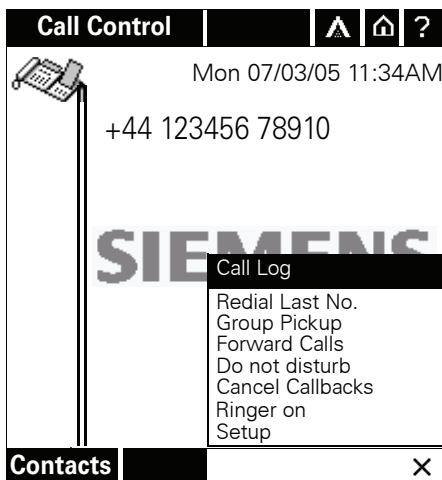 Call Control ?
Mon 07/03/05 11:34AM
+44 123456 78910
SIEMENS
Call Log
Redial Last No.
Group Pickup
Forward Calls
Do not disturb
Cancel Callbacks
Ringer on
Setup
Contacts